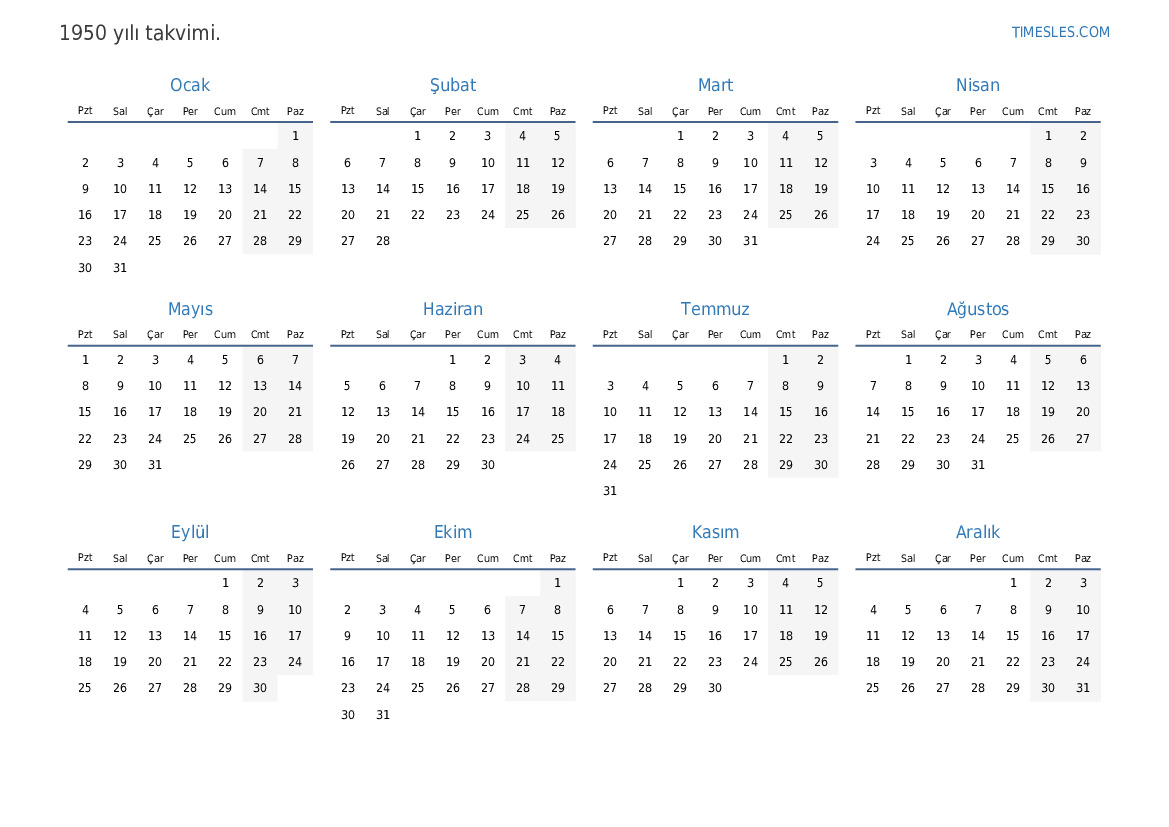 1950 yılı takvimi.
TIMESLES.COM
Ocak
Pzt Sal Çar Per Cum Cmt Paz
1
2 3 4 5 6 7 8
9 10 11 12 13 14 15
16 17 18 19 20 21 22
23 24 25 26 27 28 29
30 31
Şubat
Pzt Sal Çar Per Cum Cmt Paz
1 2 3 4 5
6 7 8 9 10 11 12
13 14 15 16 17 18 19
20 21 22 23 24 25 26
27 28
Mart
Pzt Sal Çar Per Cum Cmt Paz
1 2 3 4 5
6 7 8 9 10 11 12
13 14 15 16 17 18 19
20 21 22 23 24 25 26
27 28 29 30 31
Nisan
Pzt Sal Çar Per Cum Cmt Paz
1 2
3 4 5 6 7 8 9
10 11 12 13 14 15 16
17 18 19 20 21 22 23
24 25 26 27 28 29 30
Mayıs
Pzt Sal Çar Per Cum Cmt Paz
1 2 3 4 5 6 7
8 9 10 11 12 13 14
15 16 17 18 19 20 21
22 23 24 25 26 27 28
29 30 31
Haziran
Pzt Sal Çar Per Cum Cmt Paz
1 2 3 4
5 6 7 8 9 10 11
12 13 14 15 16 17 18
19 20 21 22 23 24 25
26 27 28 29 30
Temmuz
Pzt Sal Çar Per Cum Cmt Paz
1 2
3 4 5 6 7 8 9
10 11 12 13 14 15 16
17 18 19 20 21 22 23
24 25 26 27 28 29 30
31
Ağustos
Pzt Sal Çar Per Cum Cmt Paz
1 2 3 4 5 6
7 8 9 10 11 12 13
14 15 16 17 18 19 20
21 22 23 24 25 26 27
28 29 30 31
Eylül
Pzt Sal Çar Per Cum Cmt Paz
1 2 3
4 5 6 7 8 9 10
11 12 13 14 15 16 17
18 19 20 21 22 23 24
25 26 27 28 29 30
Ekim
Pzt Sal Çar Per Cum Cmt Paz
1
2 3 4 5 6 7 8
9 10 11 12 13 14 15
16 17 18 19 20 21 22
23 24 25 26 27 28 29
30 31
Kasım
Pzt Sal Çar Per Cum Cmt Paz
1 2 3 4 5
6 7 8 9 10 11 12
13 14 15 16 17 18 19
20 21 22 23 24 25 26
27 28 29 30
Aralık
Pzt Sal Çar Per Cum Cmt Paz
1 2 3
4 5 6 7 8 9 10
11 12 13 14 15 16 17
18 19 20 21 22 23 24
25 26 27 28 29 30 31